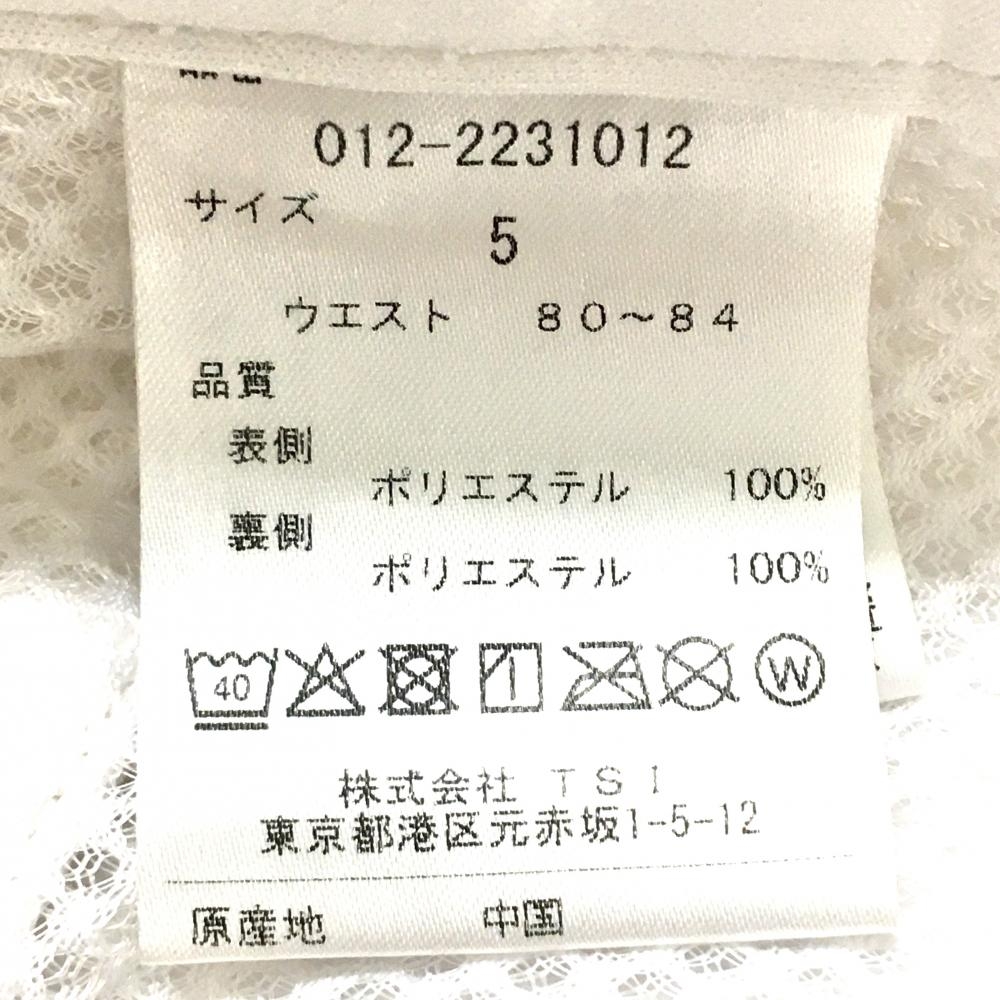 012-2231012
サイズ 5
ウエスト 80～84
品質
表側
ポリエステル 100%
裏側
ポリエステル 100%
40
W
株式会社 TSI
東京都港区元赤坂1-5-12
原産地 中国